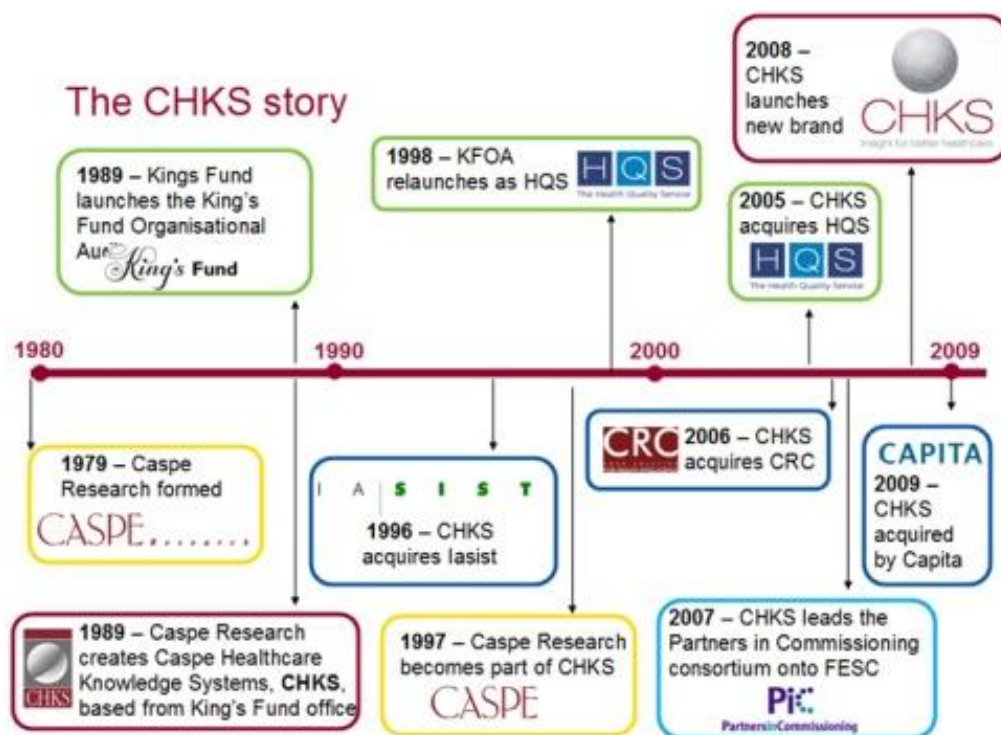 The CHKS story
1989 – Kings Fund
launches the King's
Fund Organisational
King's Fund
1998 – KFOA
relaunches as HQS
HQS
The Health Quality Service
2008 –
CHKS
launches
new brand
CHKS
Insight for better healthcare
2005 – CHKS
acquires HQS
HQS
The Health Quality Service
1980
1990
2000
2009
1979 – Caspe
Research formed
CASPE
IASIST
1996 – CHKS
acquires Iasist
CRC
2006 – CHKS
acquires CRC
CAPITA
2009 –
CHKS
acquired
by Capita
CHKS
1989 – Caspe Research
creates Caspe Healthcare
Knowledge Systems, CHKS,
based from King's Fund office
1997 – Caspe Research
becomes part of CHKS
CASPE
2007 – CHKS leads the
Partners in Commissioning
consortium onto FESC
PiC
PartnersinCommissioning